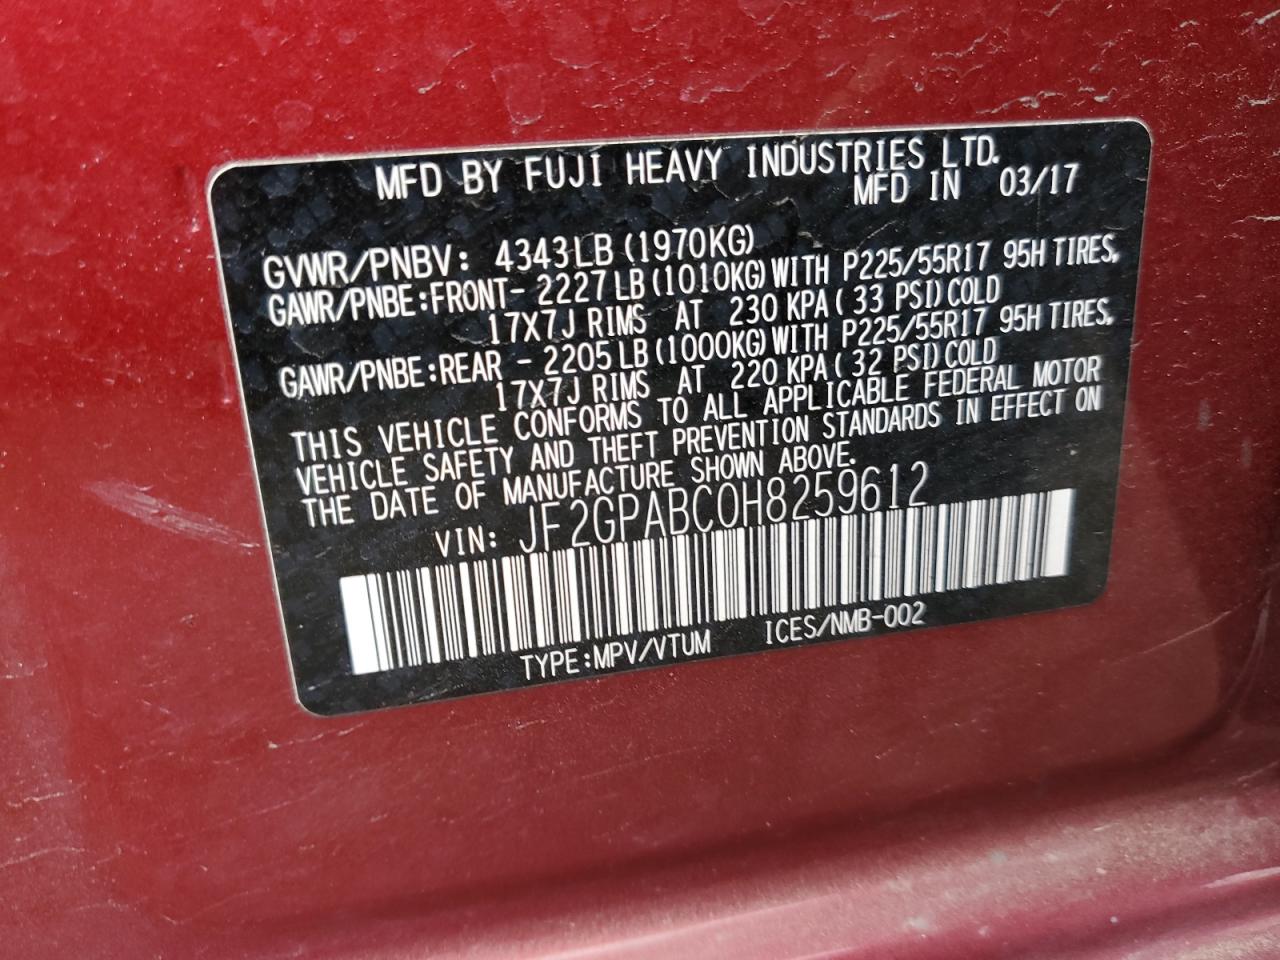 MFD BY FUJI HEAVY INDUSTRIES LTD.
MFD IN 03/17
GVWR/PNBV: 4343LB (1970KG)
GAWR/PNBE:FRONT- 2227LB (1010KG) WITH P225/55R17 95H TIRES,
17X7J RIMS AT 230 KPA( 33 PSI)COLD
GAWR/PNBE:REAR - 2205LB (1000KG) WITH P225/55R17 95H TIRES,
17X7J RIMS AT 220 KPA( 32 PSI)COLD
THIS VEHICLE CONFORMS TO ALL APPLICABLE FEDERAL MOTOR
VEHICLE SAFETY AND THEFT PREVENTION STANDARDS IN EFFECT ON
THE DATE OF MANUFACTURE SHOWN ABOVE.
VIN: JF2GPABC0H8259612
TYPE:MPV/VTUM ICES/NMB-002